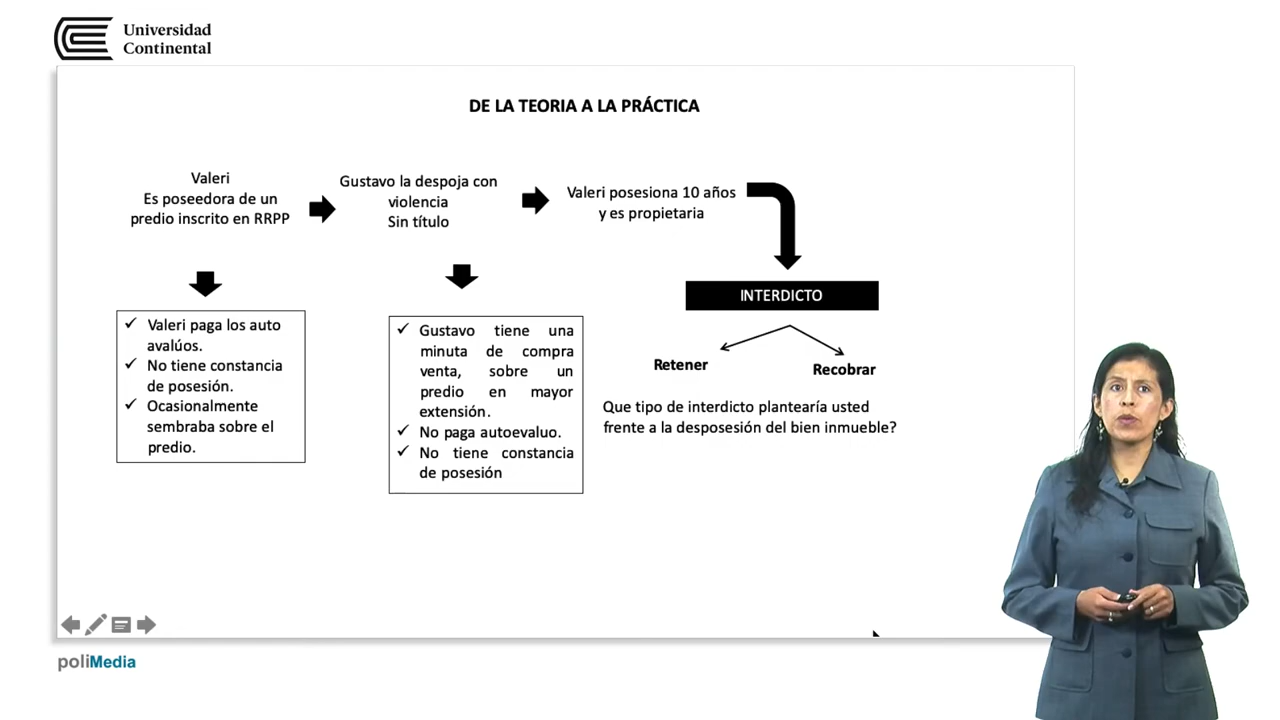 Universidad
Continental
DE LA TEORIA A LA PRÁCTICA
Valeri
Es poseedora de un
predio inscrito en RRPP
Gustavo la despoja con
violencia
Sin título
Valeri posesiona 10 años
y es propietaria
INTERDICTO
Retener
Recobrar
Que tipo de interdicto plantearía usted
frente a la desposesión del bien inmueble?
✓ Valeri paga los auto
avalúos.
✓ No tiene constancia
de posesión.
✓ Ocasionalmente
sembraba sobre el
predio.
✓ Gustavo tiene una
minuta de compra
venta, sobre un
predio en mayor
extensión.
✓ No paga autoevaluo.
✓ No tiene constancia
de posesión
poliMedia